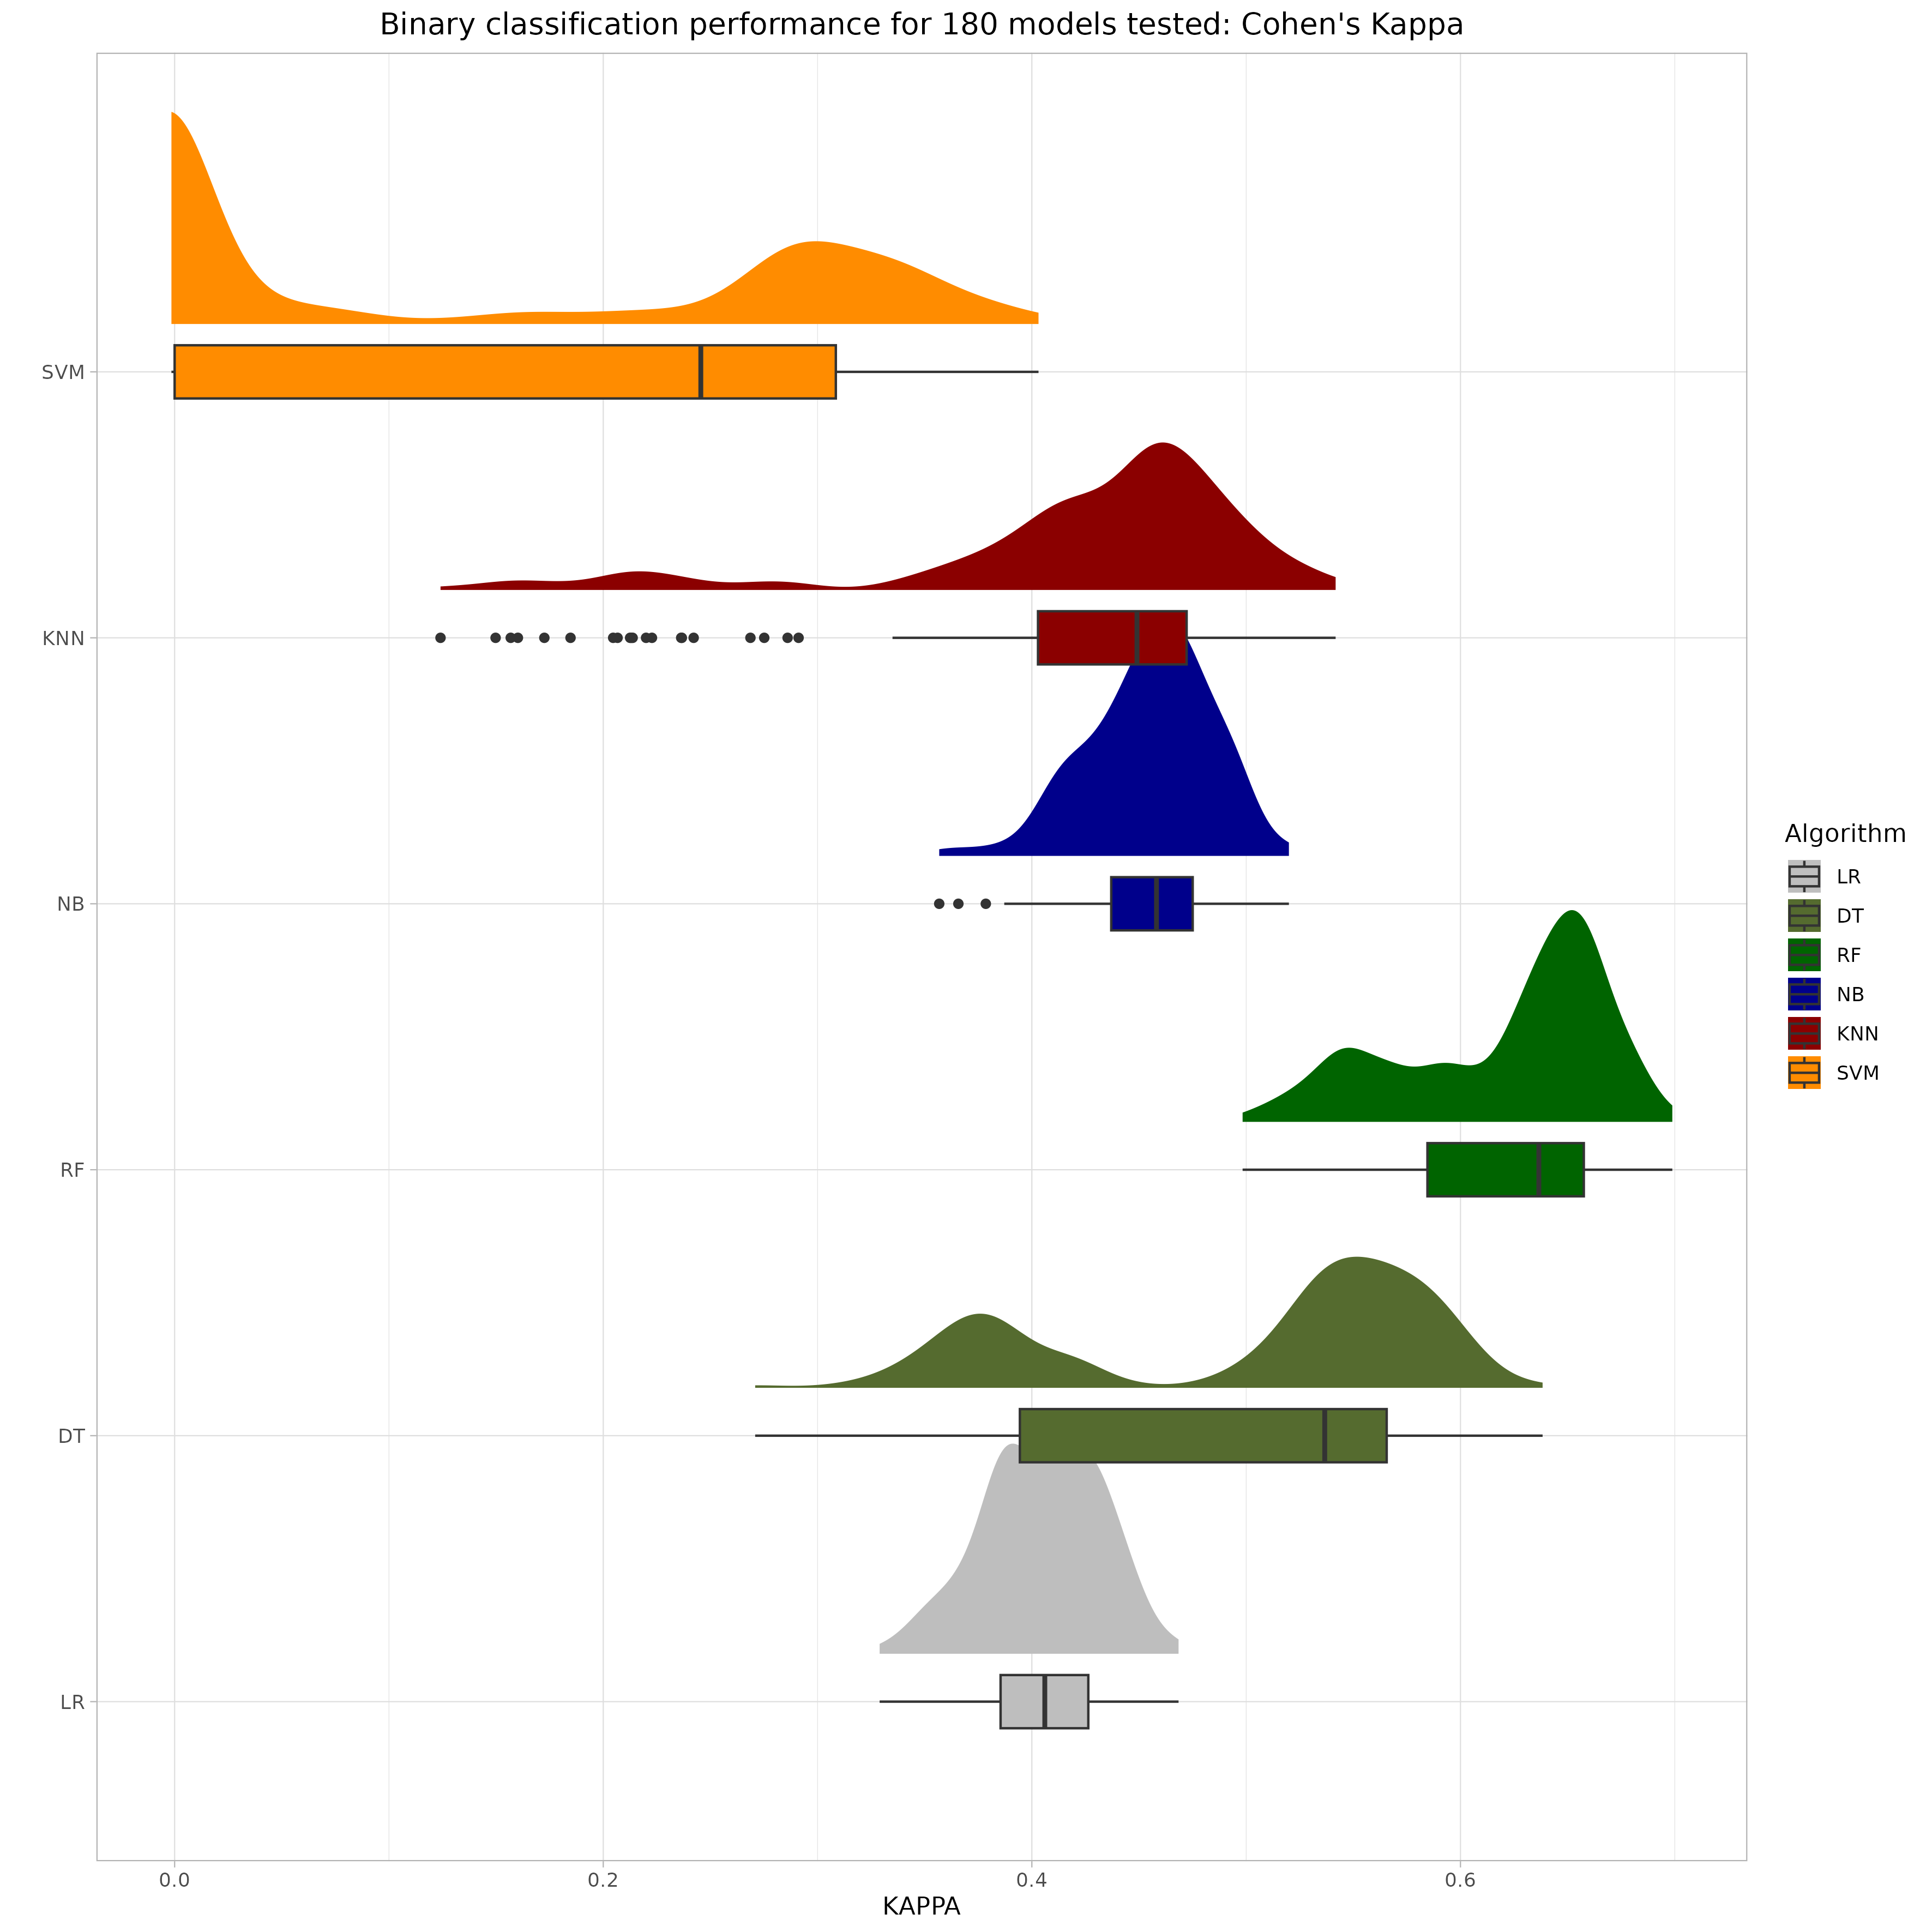 Binary classification performance for 180 models tested: Cohen's Kappa
SVM
KNN
NB
RF
DT
LR
0.0
0.2
0.4
0.6
KAPPA
Algorithm
LR
DT
RF
NB
KNN
SVM